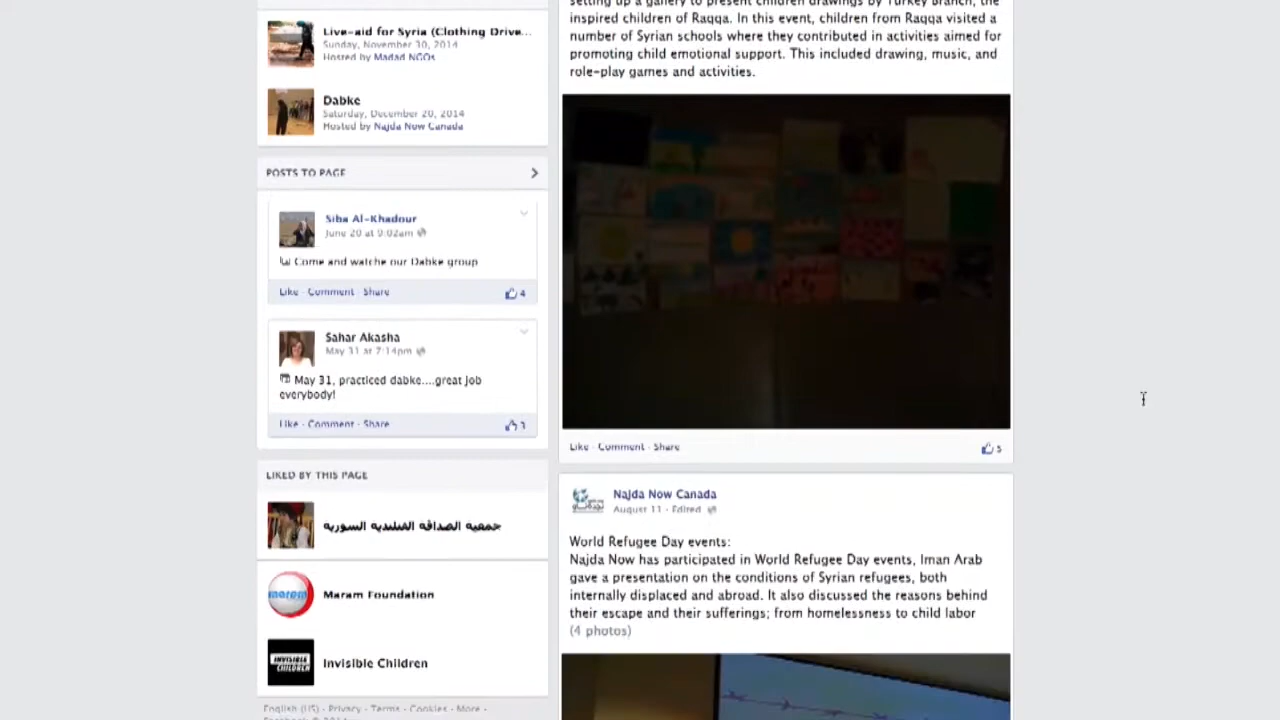 Live-aid for Syria (Clothing Drive...
Sunday, November 30, 2014
Hosted by Madad NGOs
Dabke
Saturday, December 20, 2014
Hosted by Najda Now Canada
POSTS TO PAGE
Siba Al-Khadour
June 20 at 9:02am
Come and watche our Dabke group
Like · Comment · Share
4
Sahar Akasha
May 31 at 7:14pm
May 31, practiced dabke....great job
everybody!
Like · Comment · Share
3
LIKED BY THIS PAGE
جمعية الصداقة الفنلندية السورية
maram
Maram Foundation
INVISIBLE
CHILDREN
Invisible Children
English (US) · Privacy · Terms · Cookies · More ·
setting up a gallery to present children drawings by Turkey Branch, the
inspired children of Raqqa. In this event, children from Raqqa visited a
number of Syrian schools where they contributed in activities aimed for
promoting child emotional support. This included drawing, music, and
role-play games and activities.
Like · Comment · Share
5
Najda Now Canada
August 11 · Edited
World Refugee Day events:
Najda Now has participated in World Refugee Day events, Iman Arab
gave a presentation on the conditions of Syrian refugees, both
internally displaced and abroad. It also discussed the reasons behind
their escape and their sufferings; from homelessness to child labor
(4 photos)